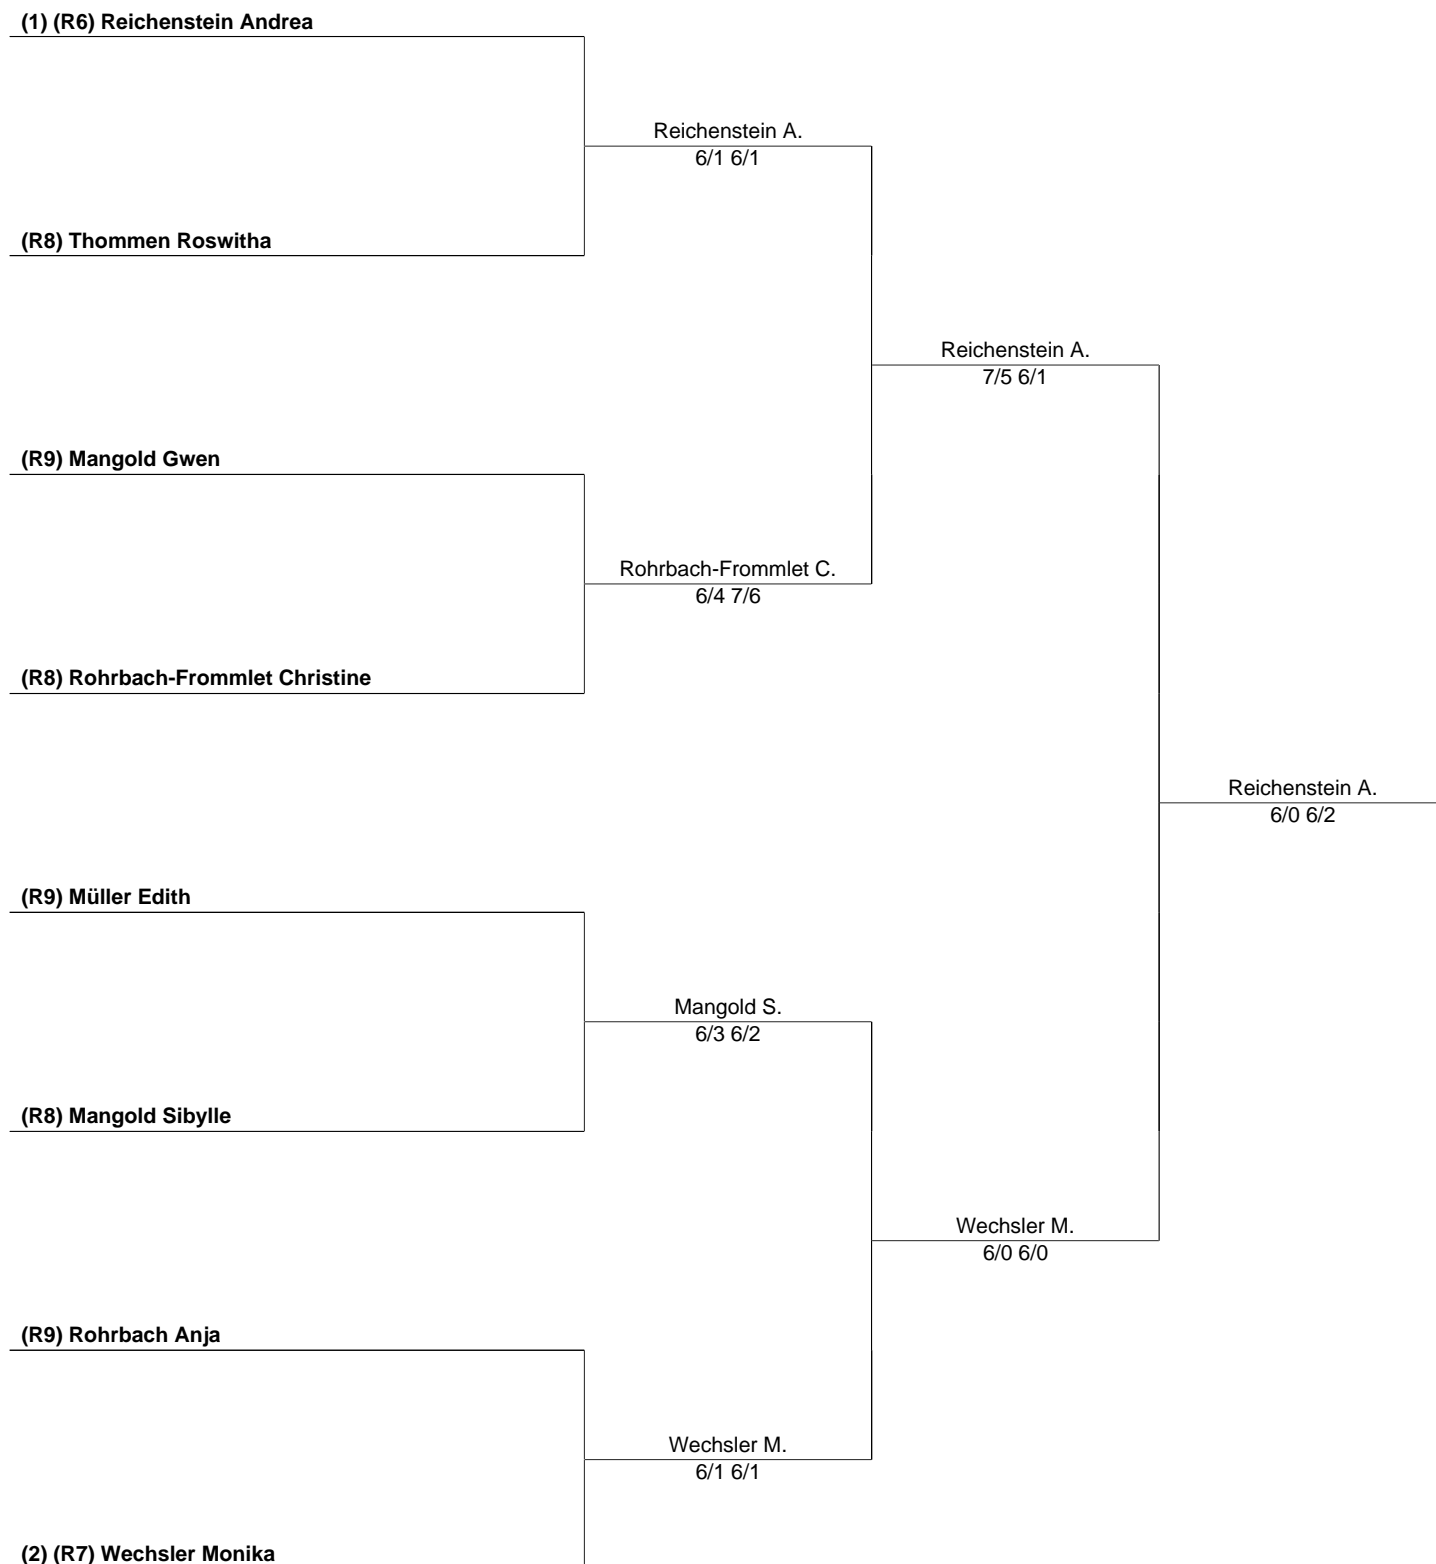 (1) (R6) Reichenstein Andrea
Reichenstein A.
6/1 6/1
(R8) Thommen Roswitha
Reichenstein A.
7/5 6/1
(R9) Mangold Gwen
Rohrbach-Frommlet C.
6/4 7/6
(R8) Rohrbach-Frommlet Christine
Reichenstein A.
6/0 6/2
(R9) Müller Edith
Mangold S.
6/3 6/2
(R8) Mangold Sibylle
Wechsler M.
6/0 6/0
(R9) Rohrbach Anja
Wechsler M.
6/1 6/1
(2) (R7) Wechsler Monika